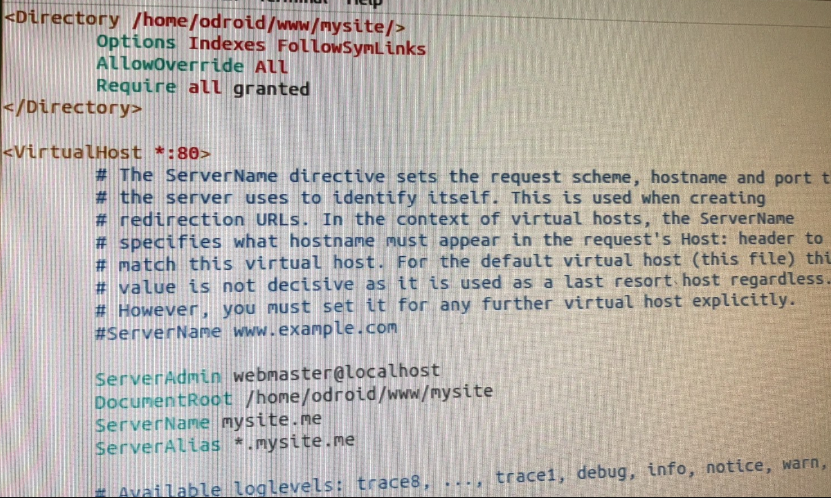 Help
<Directory /home/odroid/www/mysite/>
Options Indexes FollowSymLinks
AllowOverride All
Require all granted
</Directory>
<VirtualHost *:80>
# The ServerName directive sets the request scheme, hostname and port t
# the server uses to identify itself. This is used when creating
# redirection URLs. In the context of virtual hosts, the ServerName
# specifies what hostname must appear in the request's Host: header to
# match this virtual host. For the default virtual host (this file) thi
# value is not decisive as it is used as a last resort host regardless.
# However, you must set it for any further virtual host explicitly.
#ServerName www.example.com
ServerAdmin webmaster@localhost
DocumentRoot /home/odroid/www/mysite
ServerName mysite.me
ServerAlias *.mysite.me
# Available loglevels: trace8, ..., trace1, debug, info, notice, warn,